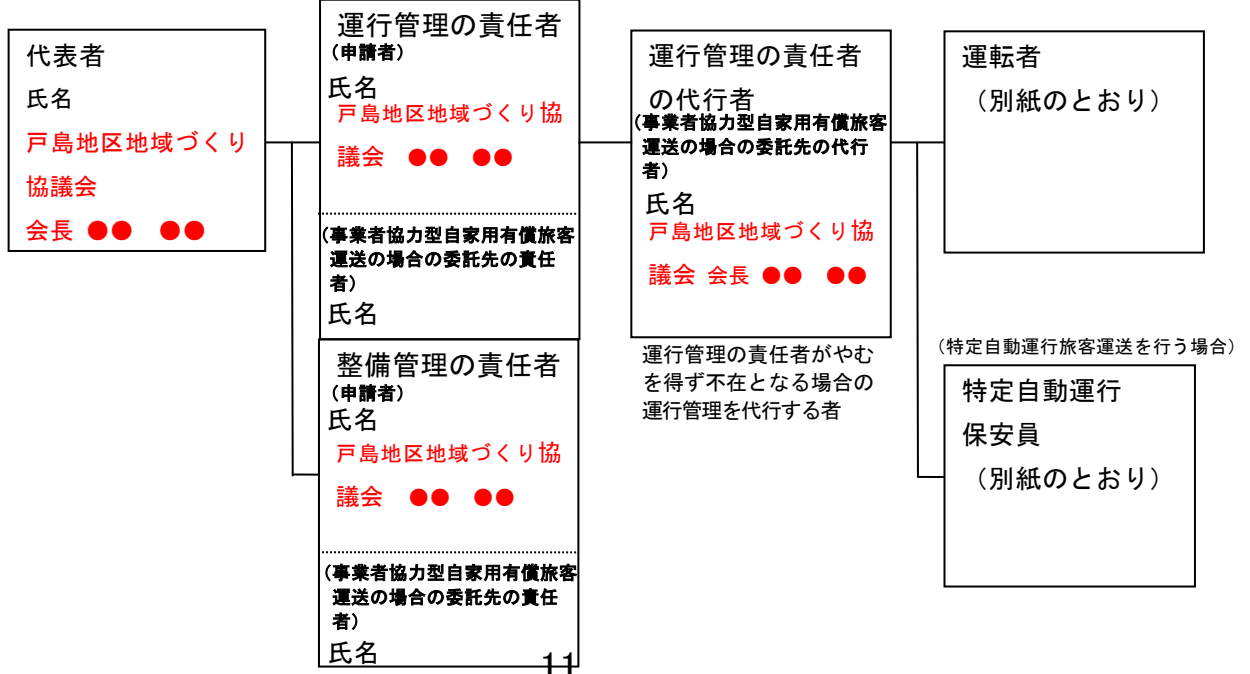 代表者
氏名
戸島地区地域づくり
協議会
会長 ●● ●●
運行管理の責任者
（申請者）
氏名
戸島地区地域づくり協
議会 ●● ●●
（事業者協力型自家用有償旅客
運送の場合の委託先の責任
者）
氏名
整備管理の責任者
（申請者）
氏名
戸島地区地域づくり協
議会 ●● ●●
（事業者協力型自家用有償旅客
運送の場合の委託先の責任
者）
氏名
運行管理の責任者
の代行者
（事業者協力型自家用有償旅客
運送の場合の委託先の代行
者）
氏名
戸島地区地域づくり協
議会 会長 ●● ●●
運行管理の責任者がやむ
を得ず不在となる場合の
運行管理を代行する者
運転者
（別紙のとおり）
（特定自動運行旅客運送を行う場合）
特定自動運行
保安員
（別紙のとおり）
11